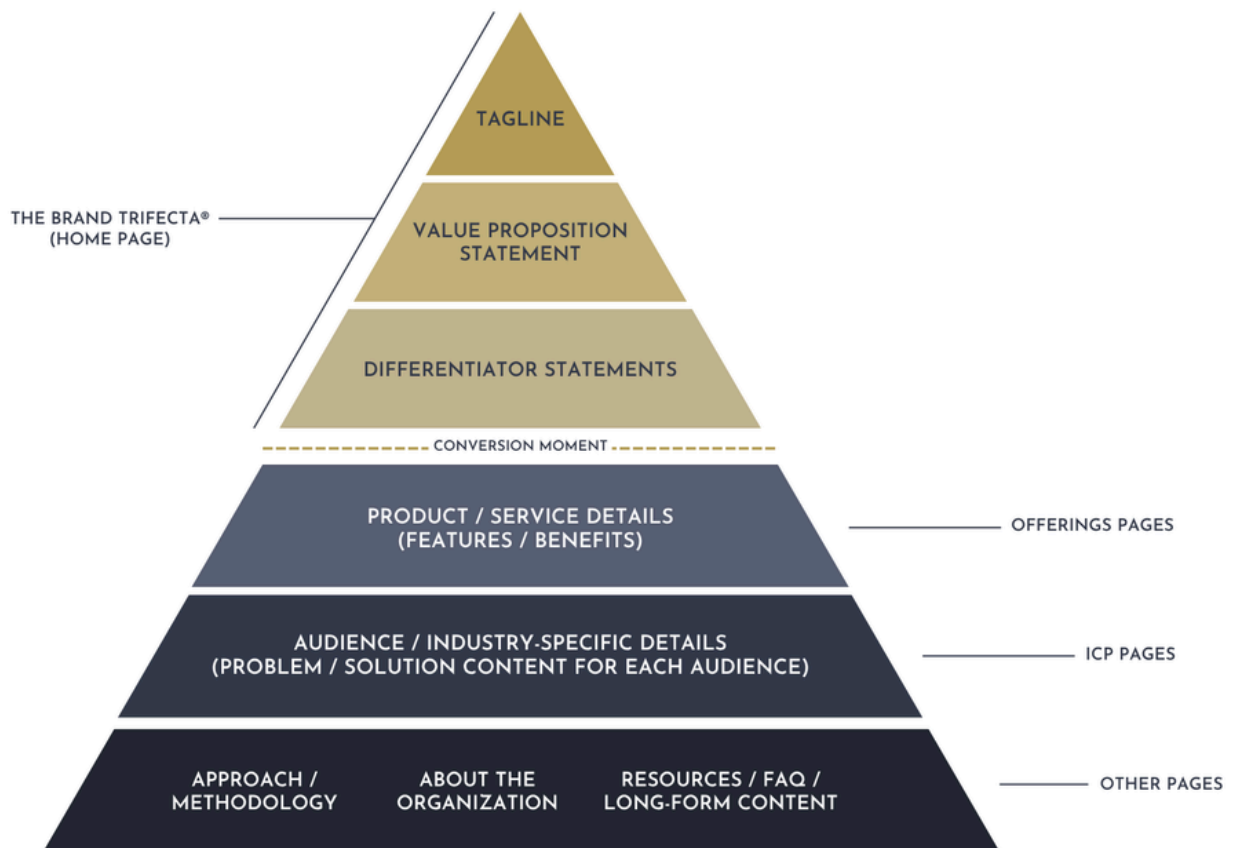 TAGLINE
THE BRAND TRIFECTA®
(HOME PAGE)
VALUE PROPOSITION
STATEMENT
DIFFERENTIATOR STATEMENTS
CONVERSION MOMENT
PRODUCT / SERVICE DETAILS
(FEATURES / BENEFITS)
OFFERINGS PAGES
AUDIENCE / INDUSTRY-SPECIFIC DETAILS
(PROBLEM / SOLUTION CONTENT FOR EACH AUDIENCE)
ICP PAGES
APPROACH /
METHODOLOGY
ABOUT THE
ORGANIZATION
RESOURCES / FAQ /
LONG-FORM CONTENT
OTHER PAGES